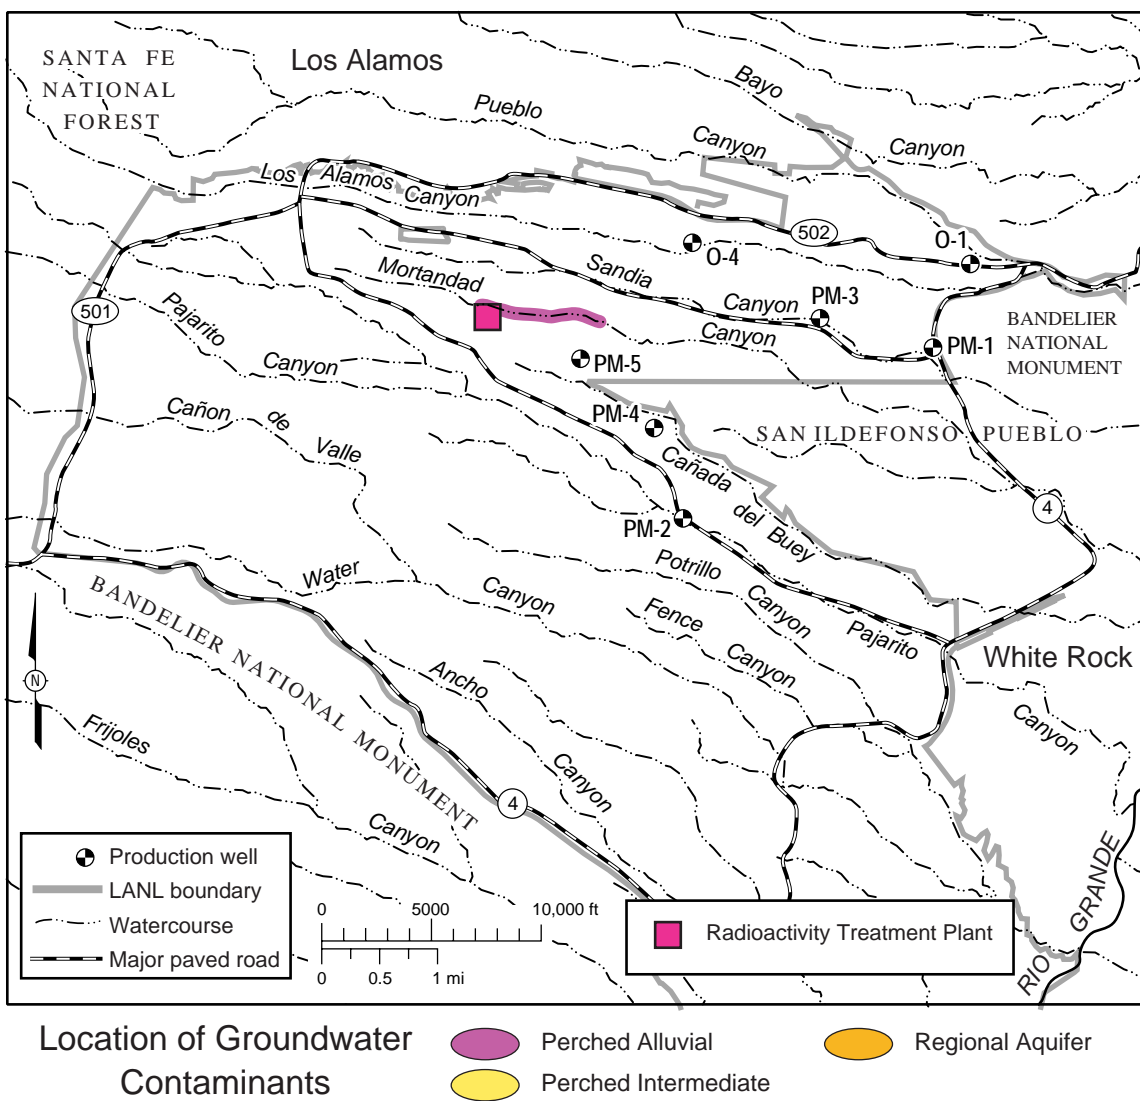 SANTA FE
NATIONAL
FOREST
Los Alamos
Bayo
Pueblo
Canyon
Canyon
Canyon
Los Alamos
Canyon
502
O-1
O-4
Mortandad
Sandia
Canyon
PM-3
501
Pajarito
Canyon
PM-1
BANDELIER
NATIONAL
MONUMENT
PM-5
Canyon
Cañon de Valle
PM-4
SAN ILDEFONSO PUEBLO
Cañada del Buey
4
PM-2
Water
Canyon
Potrillo
Canyon
BANDELIER NATIONAL MONUMENT
Fence
Canyon
Pajarito
White Rock
N
Ancho
Canyon
Canyon
Frijoles
Canyon
4
Production well
LANL boundary
Watercourse
Major paved road
0 5000 10,000 ft
0 0.5 1 mi
Radioactivity Treatment Plant
RIO GRANDE
Location of Groundwater
Contaminants
Perched Alluvial
Perched Intermediate
Regional Aquifer